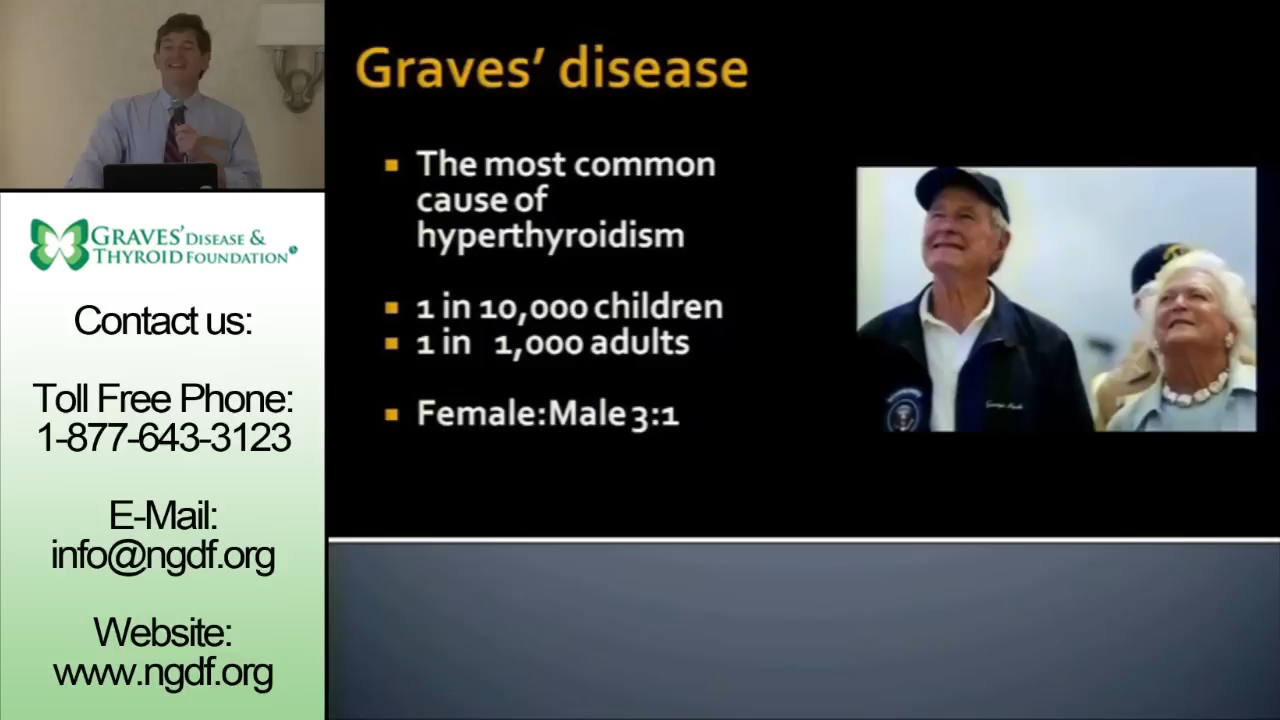 GRAVES' DISEASE &
THYROID FOUNDATION
Contact us:
Toll Free Phone:
1-877-643-3123
E-Mail:
info@ngdf.org
Website:
www.ngdf.org
Graves' disease
The most common
cause of
hyperthyroidism
1 in 10,000 children
1 in 1,000 adults
Female:Male 3:1